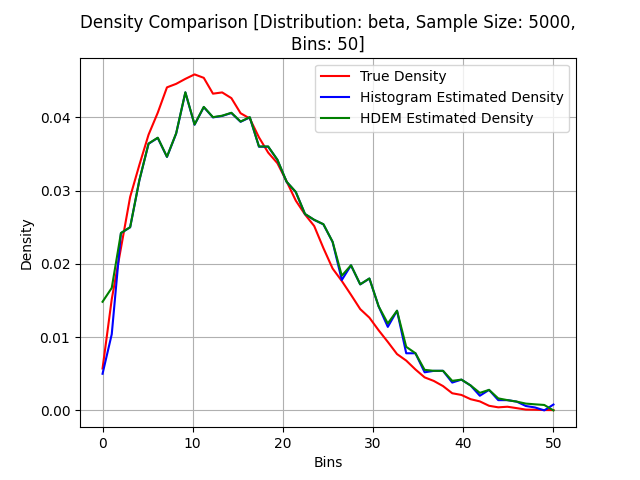 Density Comparison [Distribution: beta, Sample Size: 5000,
Bins: 50]
True Density
Histogram Estimated Density
HDEM Estimated Density
Density
0.04
0.03
0.02
0.01
0.00
0 10 20 30 40 50
Bins